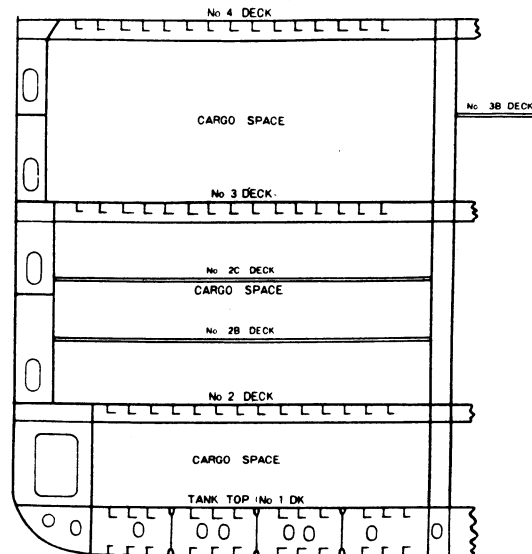 No 4 DECK
No 3B DECK
CARGO SPACE
No 3 DECK
No 2C DECK
CARGO SPACE
No 2B DECK
No 2 DECK
CARGO SPACE
TANK TOP (No 1 DK